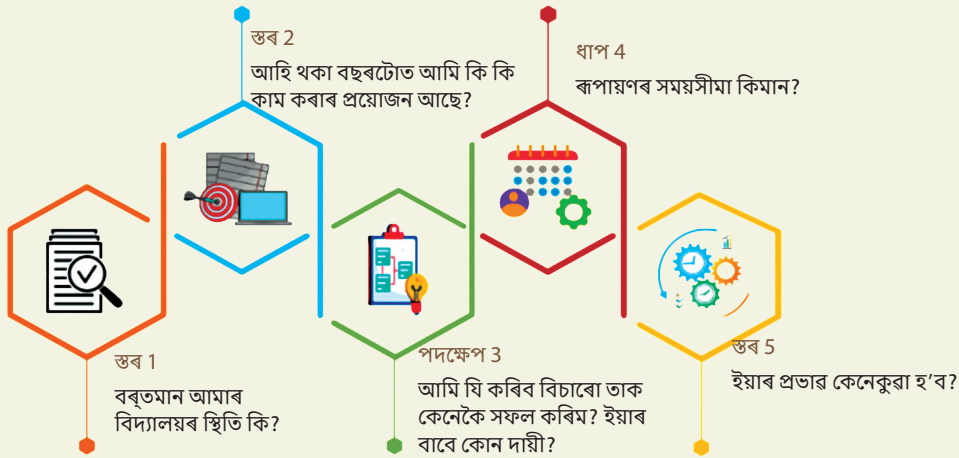 স্তৰ 1
বৰ্তমান আমাৰ
বিদ্যালয়ৰ স্থিতি কি?
স্তৰ 2
আহি থকা বছৰটোত আমি কি কি
কাম কৰাৰ প্ৰয়োজন আছে?
পদক্ষেপ 3
আমি যি কৰিব বিচাৰো তাক
কেনেকৈ সফল কৰিম? ইয়াৰ
বাবে কোন দায়ী?
ধাপ 4
ৰূপায়ণৰ সময়সীমা কিমান?
স্তৰ 5
ইয়াৰ প্ৰভাৱ কেনেকুৱা হ’ব?